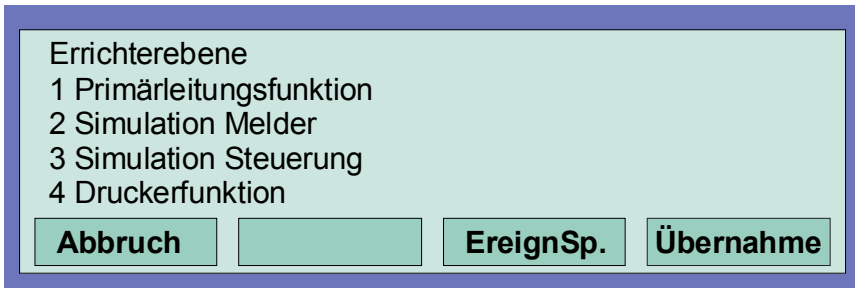 Errichterebene
1 Primärleitungsfunktion
2 Simulation Melder
3 Simulation Steuerung
4 Druckerfunktion
Abbruch EreignSp. Übernahme